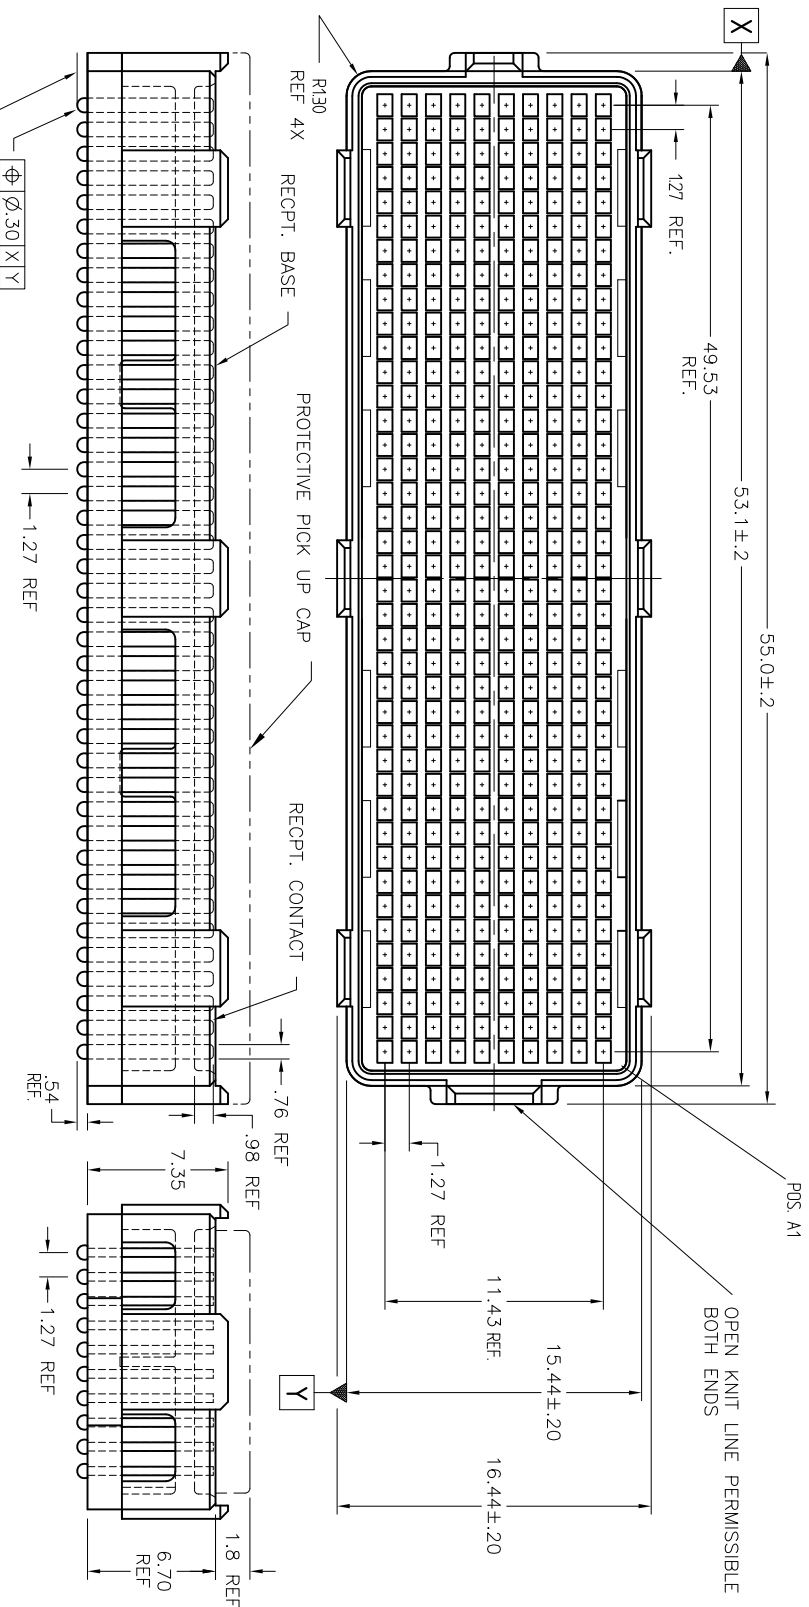 X
55.0±.2
53.1±.2
49.53
REF.
1.27 REF.
R1.30
REF 4X
POS. A1
OPEN KNIT LINE PERMISSIBLE
BOTH ENDS
1.27 REF
11.43 REF.
15.44±.20
16.44±.20
Y
RECPT. BASE
PROTECTIVE PICK UP CAP
RECPT. CONTACT
⌖ Ø.30 X Y
1.27 REF
.76 REF
.98 REF
.54
REF.
7.35
1.27 REF
1.8 REF
6.70
REF